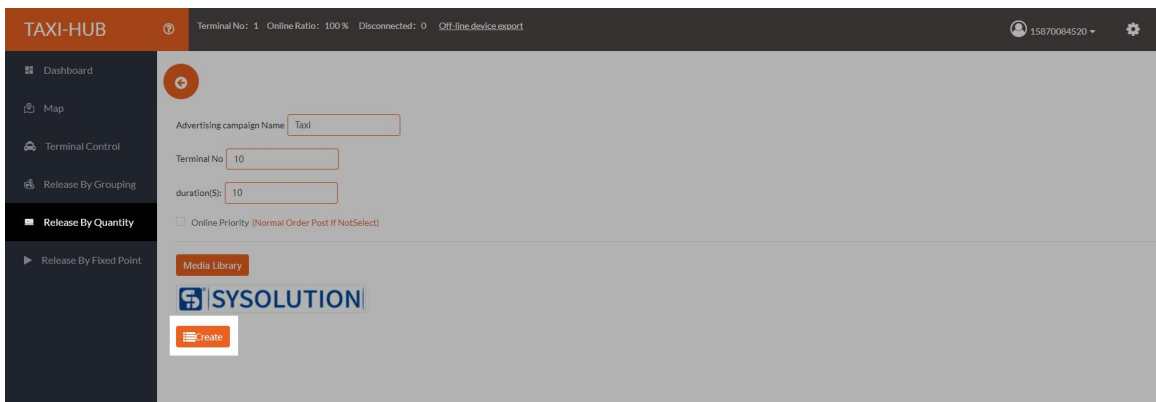 TAXI-HUB
Terminal No: 1 Online Ratio: 100 % Disconnected: 0 Off-line device export
15870084520
Dashboard
Map
Terminal Control
Release By Grouping
Release By Quantity
Release By Fixed Point
Advertising campaign Name Taxi
Terminal No 10
duration(S): 10
Online Priority (Normal Order Post If NotSelect)
Media Library
SYSOLUTION
Create